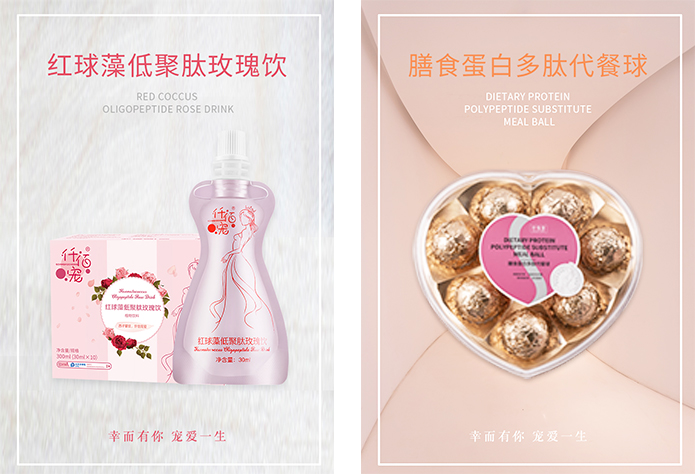 红球藻低聚肽玫瑰饮
RED COCCUS
OLIGOPEPTIDE ROSE DRINK
仟佰宠
仟佰宠
红球藻低聚肽玫瑰饮
300ml(30ml×10)
红球藻低聚肽玫瑰饮
净含量: 30ml
幸而有你 宠爱一生
膳食蛋白多肽代餐球
DIETARY PROTEIN
POLYPEPTIDE SUBSTITUTE
MEAL BALL
DIETARY PROTEIN
POLYPEPTIDE SUBSTITUTE
MEAL BALL
幸而有你 宠爱一生